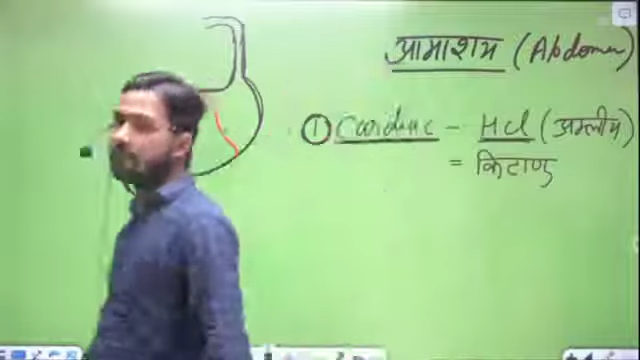 आमाशय (Abdomen)
① Cardiac - HCl (अम्लीय)
= किटाणु